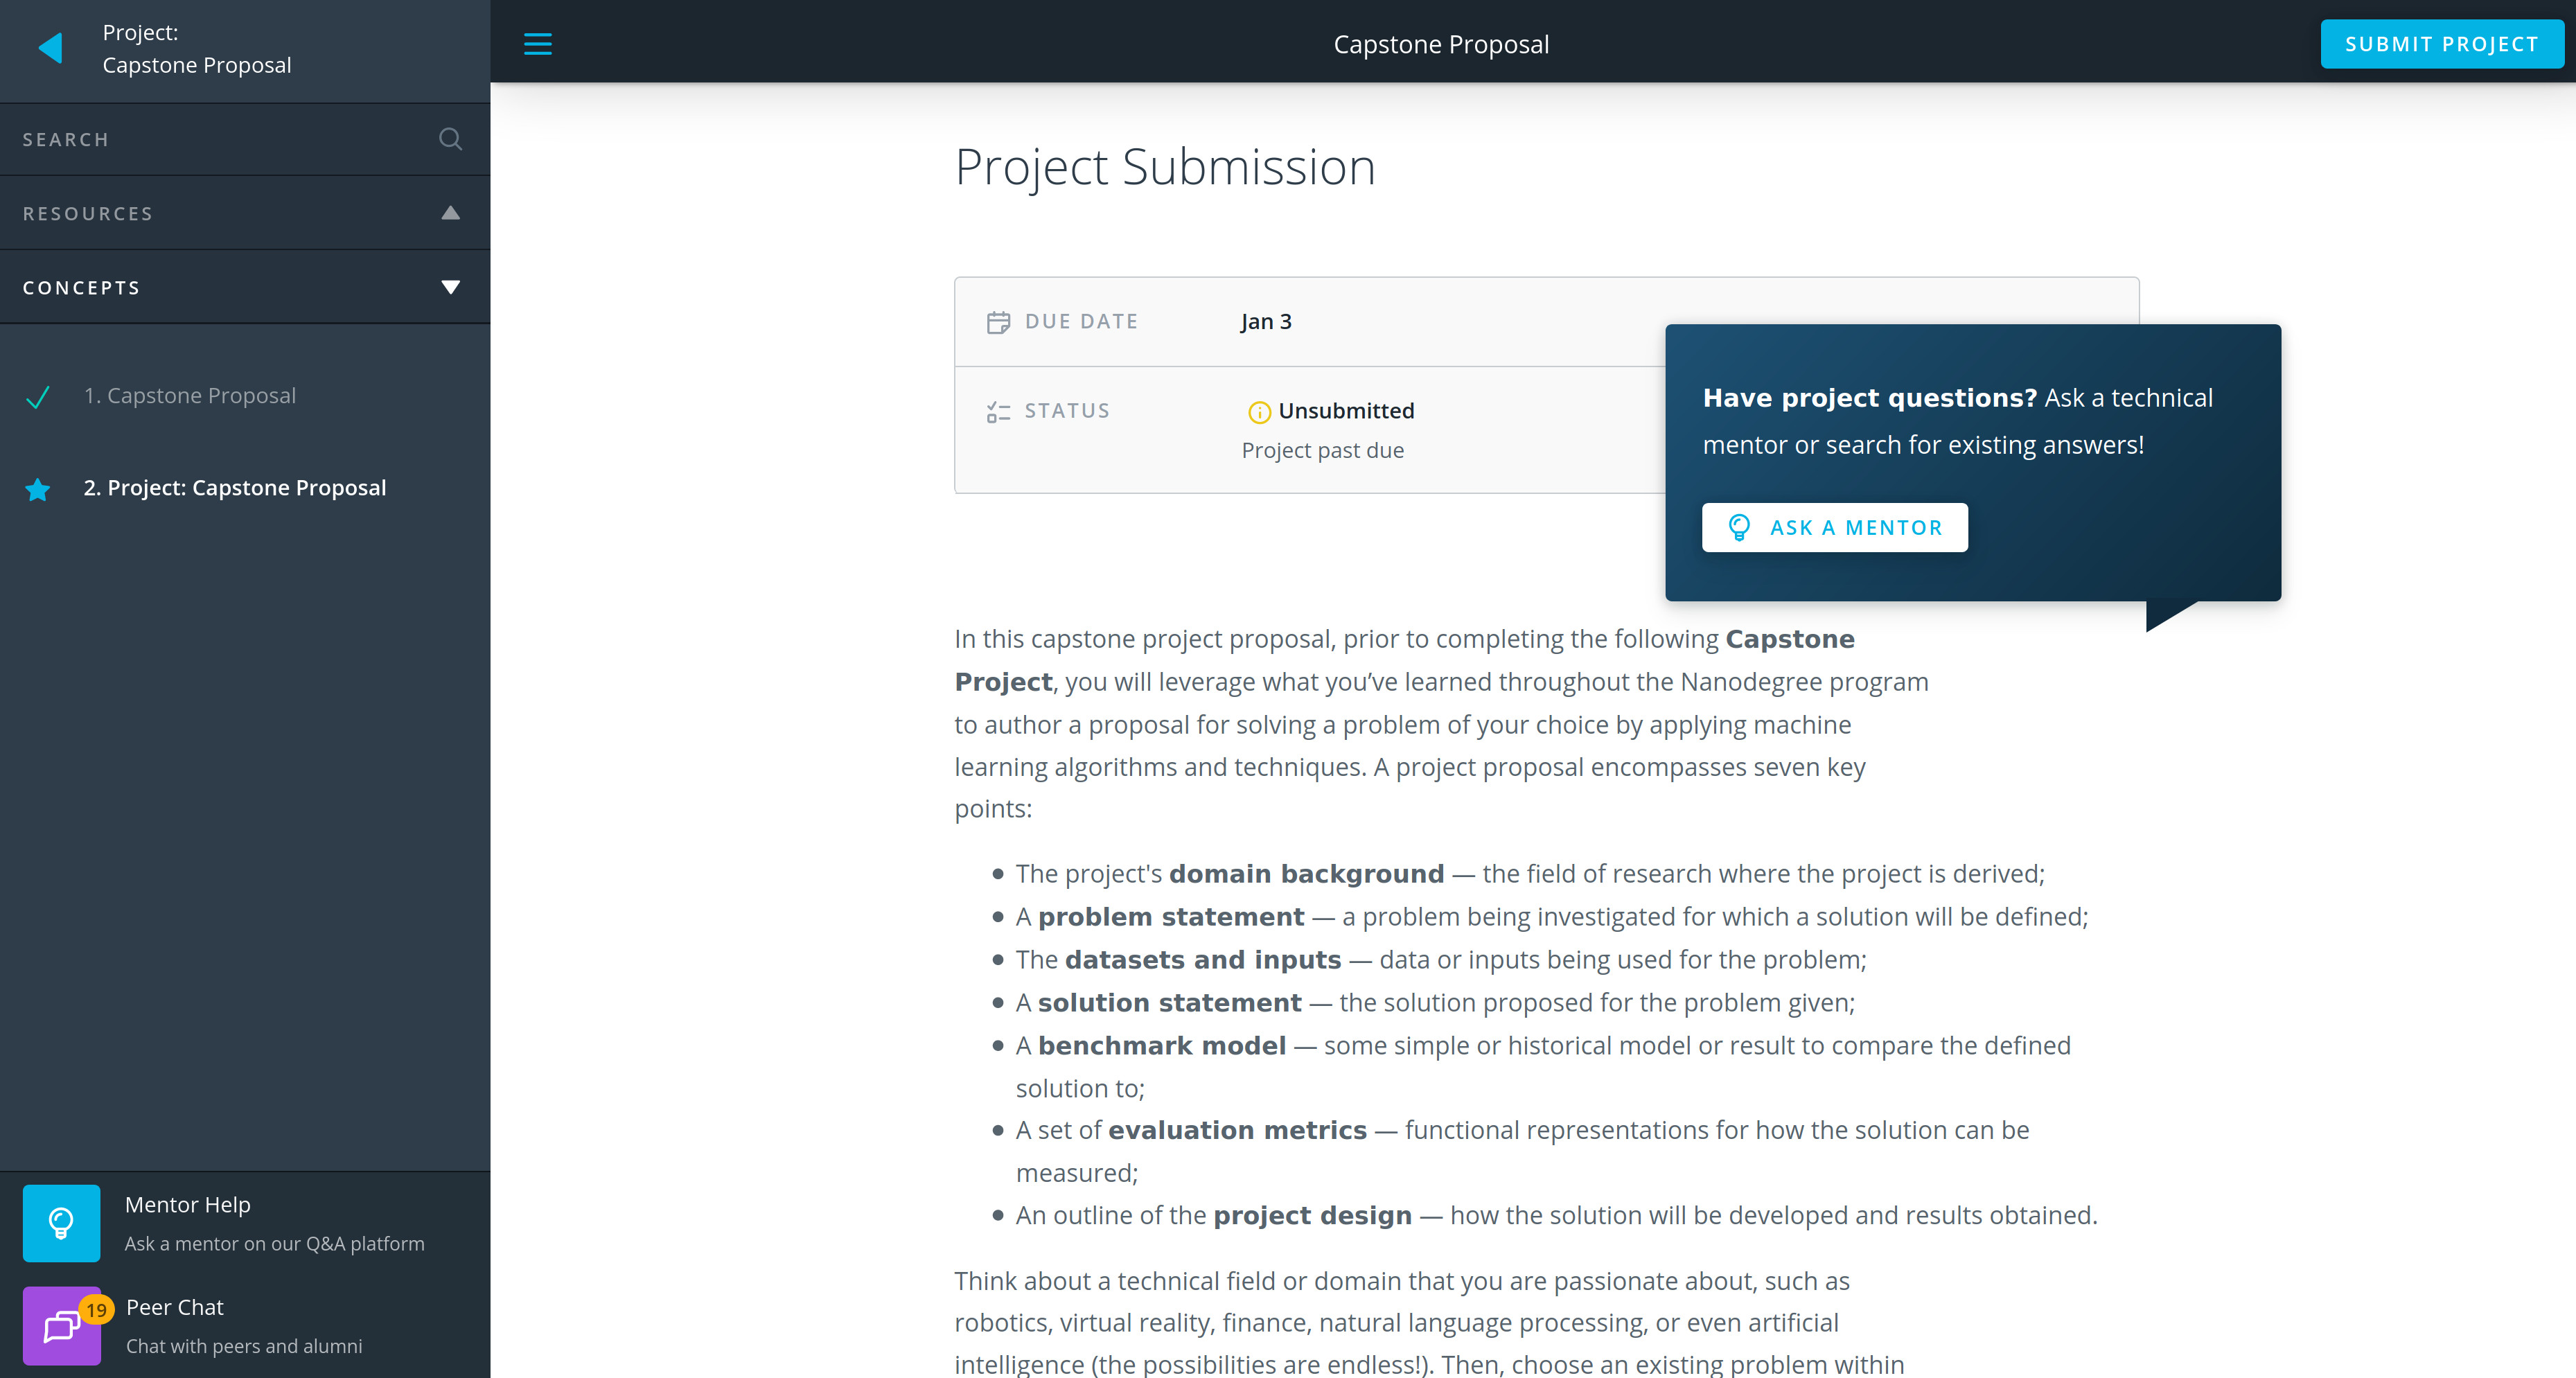 Project:
Capstone Proposal
SEARCH
RESOURCES
CONCEPTS
1. Capstone Proposal
2. Project: Capstone Proposal
Mentor Help
Ask a mentor on our Q&A platform
19
Peer Chat
Chat with peers and alumni
Capstone Proposal
SUBMIT PROJECT
Project Submission
DUE DATE
Jan 3
STATUS
Unsubmitted
Project past due
Have project questions? Ask a technical
mentor or search for existing answers!
ASK A MENTOR
In this capstone project proposal, prior to completing the following Capstone
Project, you will leverage what you’ve learned throughout the Nanodegree program
to author a proposal for solving a problem of your choice by applying machine
learning algorithms and techniques. A project proposal encompasses seven key
points:
• The project's domain background — the field of research where the project is derived;
• A problem statement — a problem being investigated for which a solution will be defined;
• The datasets and inputs — data or inputs being used for the problem;
• A solution statement — the solution proposed for the problem given;
• A benchmark model — some simple or historical model or result to compare the defined
solution to;
• A set of evaluation metrics — functional representations for how the solution can be
measured;
• An outline of the project design — how the solution will be developed and results obtained.
Think about a technical field or domain that you are passionate about, such as
robotics, virtual reality, finance, natural language processing, or even artificial
intelligence (the possibilities are endless!). Then, choose an existing problem within